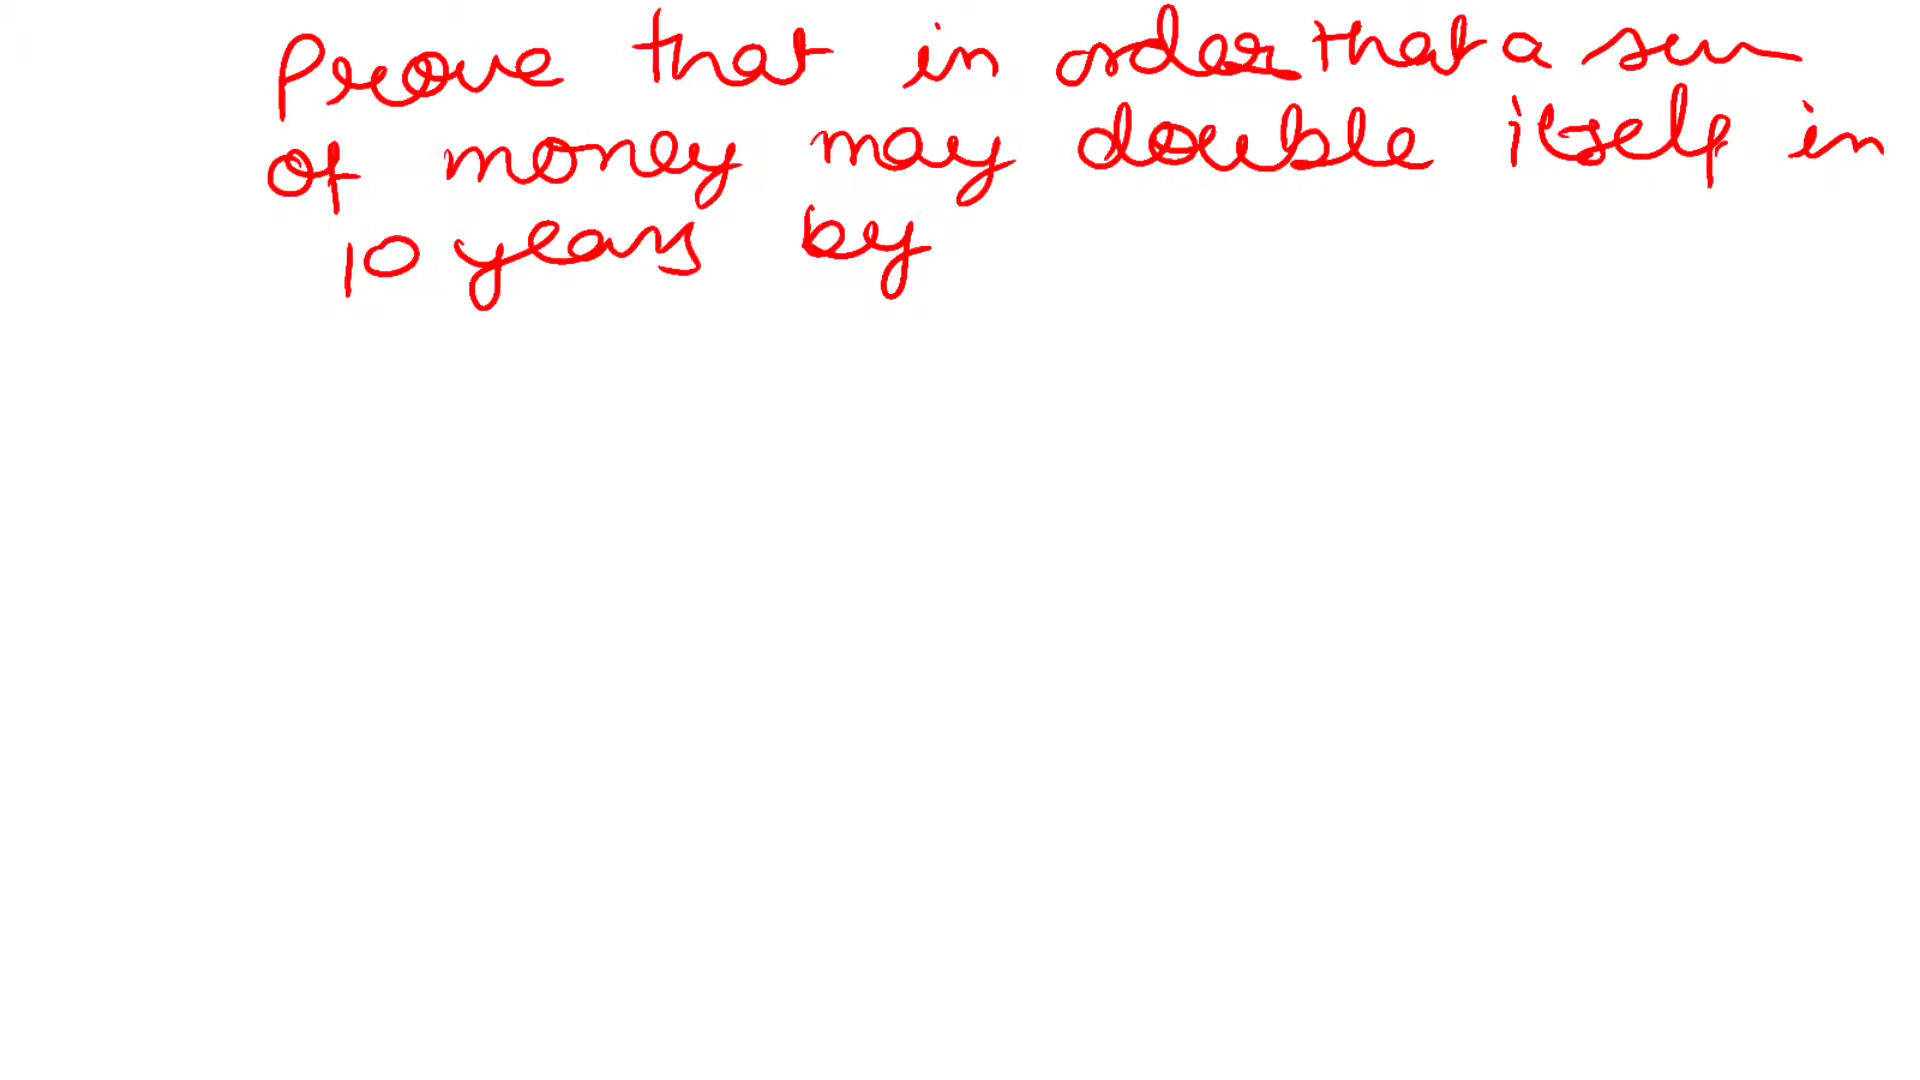 Prove that in order that a sum
of money may double itself in
10 years by